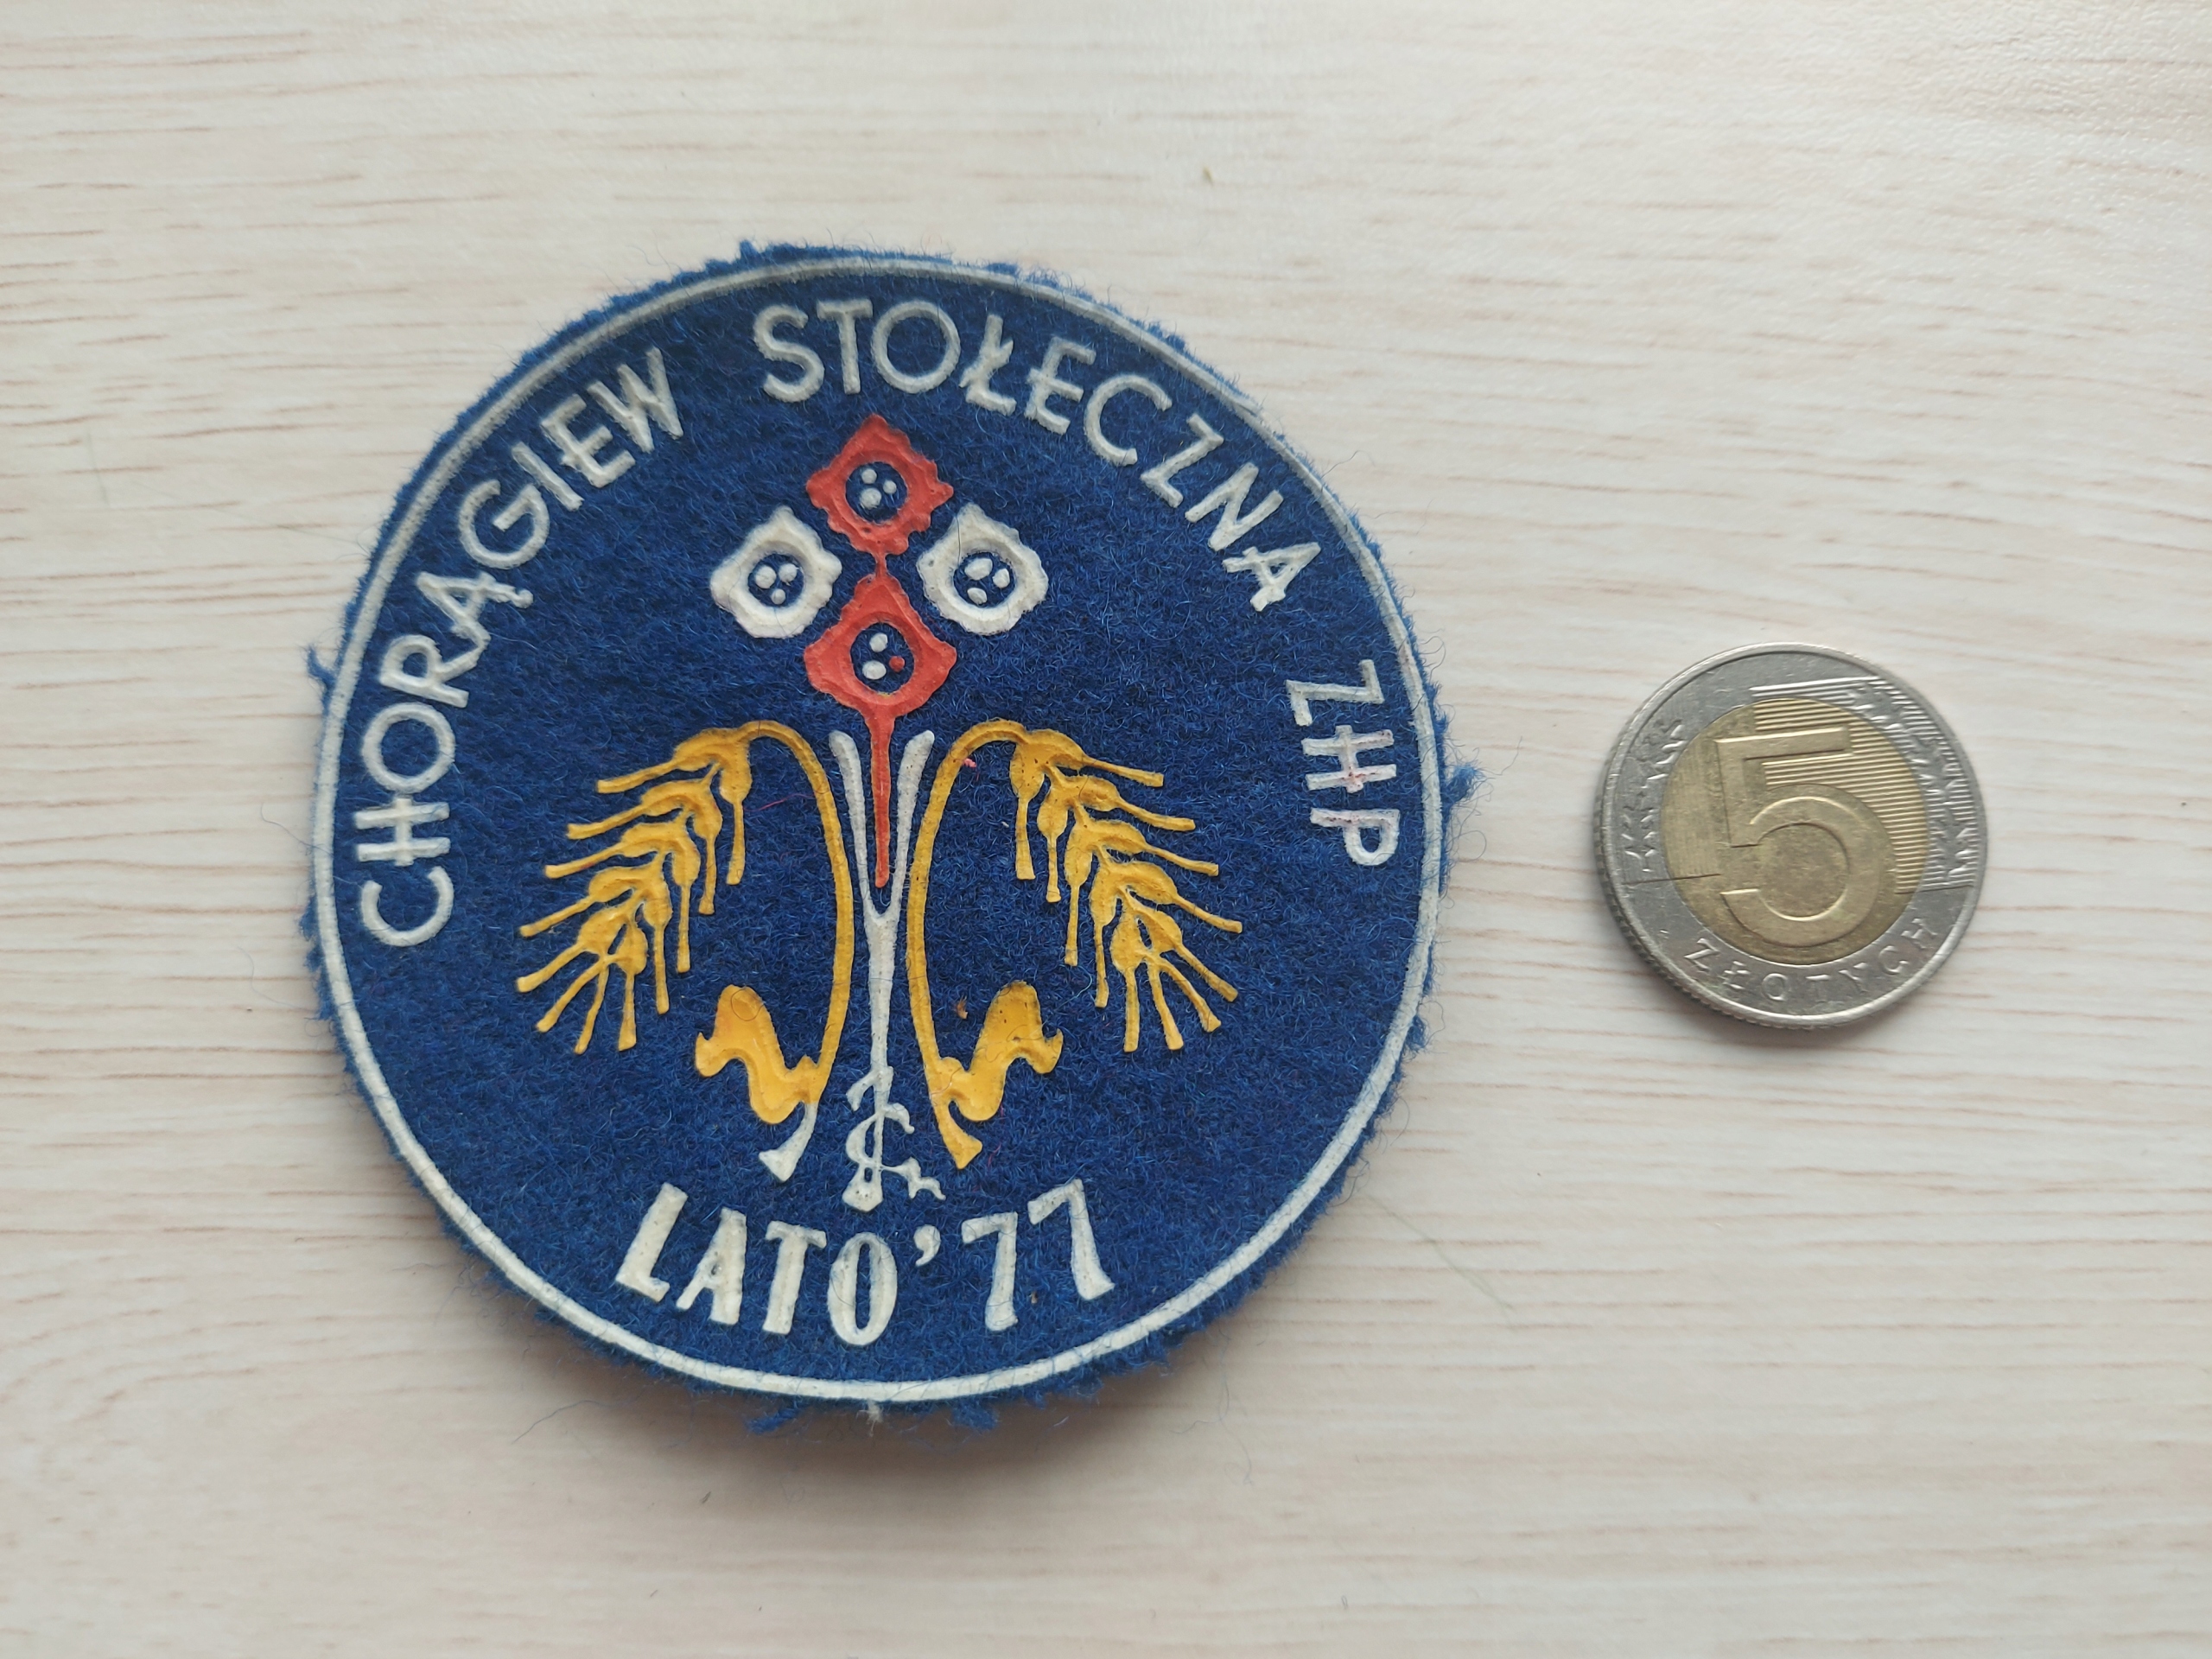 CHORĄGIEW STOŁECZNA ZHP
LATO'77
5
ZŁOTYCH